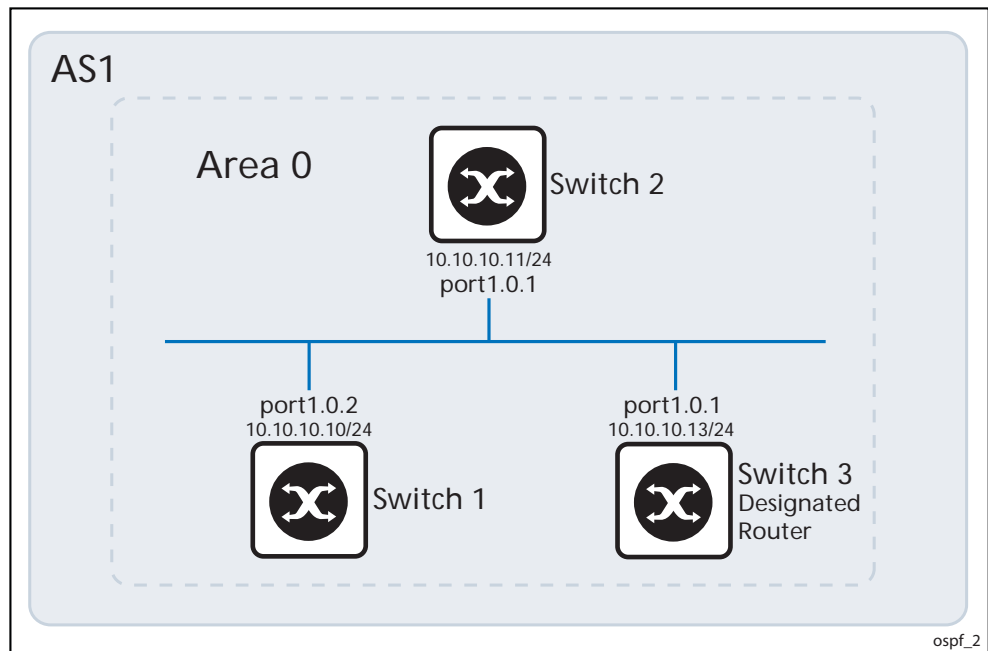 AS1
Area 0
Switch 2
10.10.10.11/24
port1.0.1
port1.0.2
10.10.10.10/24
Switch 1
port1.0.1
10.10.10.13/24
Switch 3
Designated
Router
ospf_2